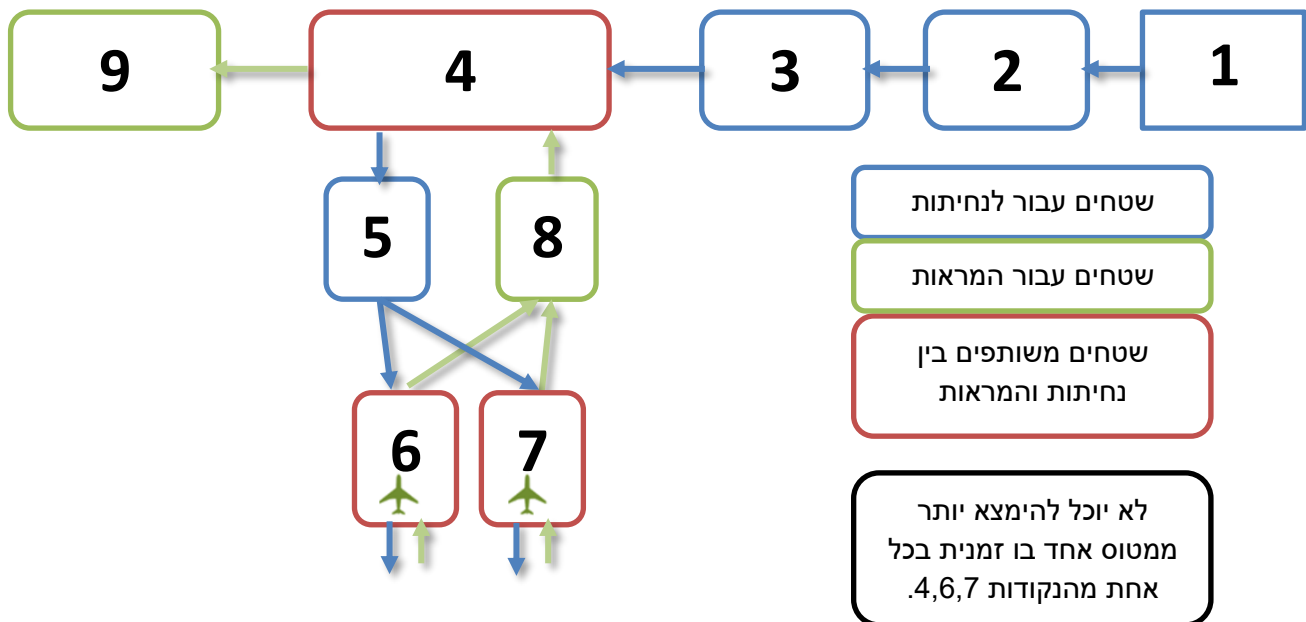 9
4
3
2
1
5
8
6
7
שטחים עבור לנחיתות
שטחים עבור המראות
שטחים משותפים בין
נחיתות והמראות
לא יוכל להימצא יותר
ממטוס אחד בו זמנית בכל
אחת מהנקודות 4,6,7.